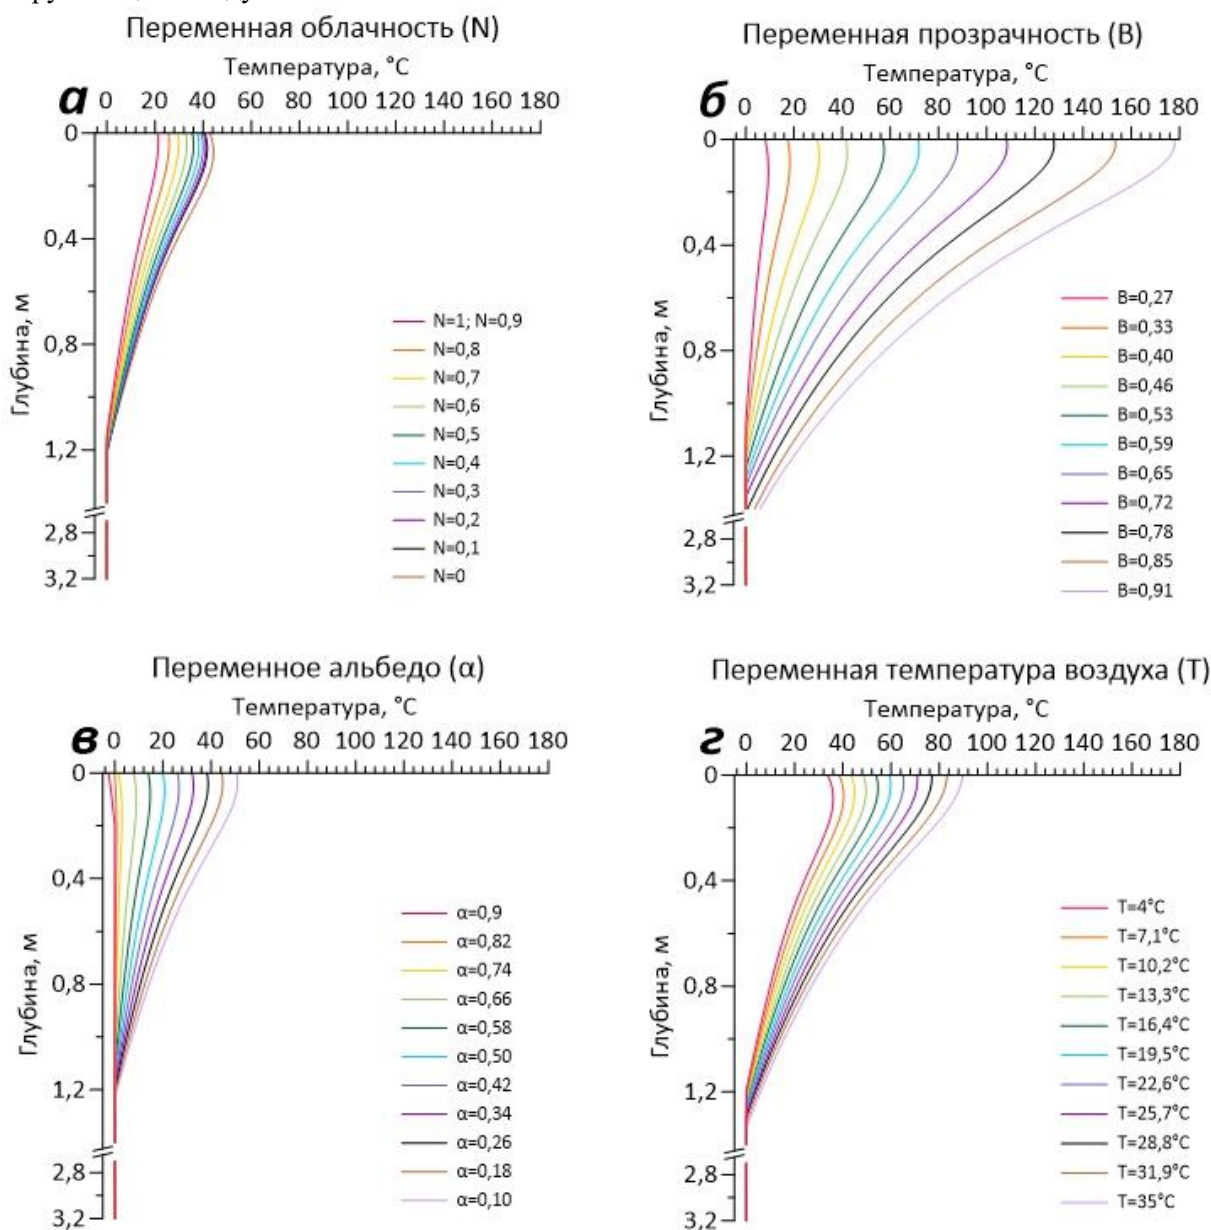 Переменная облачность (N)
Температура, °C
а
0 20 40 60 80 100 120 140 160 180
0
0,4
0,8
1,2
2,8
3,2
Глубина, м
N=1; N=0,9
N=0,8
N=0,7
N=0,6
N=0,5
N=0,4
N=0,3
N=0,2
N=0,1
N=0
Переменная прозрачность (B)
Температура, °C
б
0 20 40 60 80 100 120 140 160 180
0
0,4
0,8
1,2
2,8
3,2
Глубина, м
B=0,27
B=0,33
B=0,40
B=0,46
B=0,53
B=0,59
B=0,65
B=0,72
B=0,78
B=0,85
B=0,91
Переменное альбедо (α)
Температура, °C
в
0 20 40 60 80 100 120 140 160 180
0
0,4
0,8
1,2
2,8
3,2
Глубина, м
α=0,9
α=0,82
α=0,74
α=0,66
α=0,58
α=0,50
α=0,42
α=0,34
α=0,26
α=0,18
α=0,10
Переменная температура воздуха (T)
Температура, °C
г
0 20 40 60 80 100 120 140 160 180
0
0,4
0,8
1,2
2,8
3,2
Глубина, м
T=4°C
T=7,1°C
T=10,2°C
T=13,3°C
T=16,4°C
T=19,5°C
T=22,6°C
T=25,7°C
T=28,8°C
T=31,9°C
T=35°C